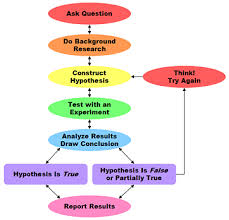 Ask Question
Do Background
Research
Construct
Hypothesis
Think!
Try Again
Test with an
Experiment
Analyze Results
Draw Conclusion
Hypothesis Is True
Hypothesis Is False
or Partially True
Report Results